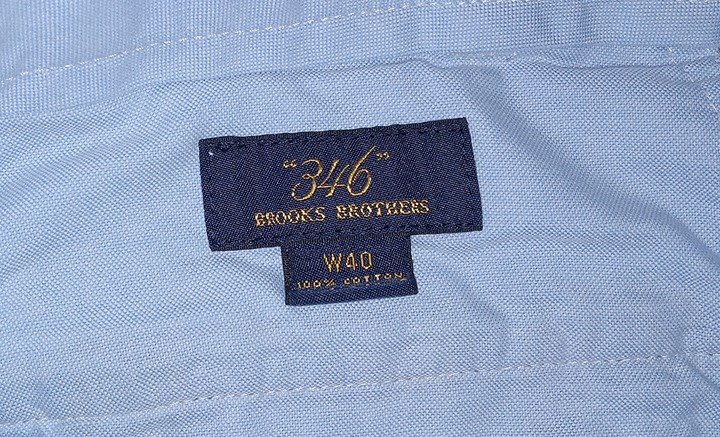 "346"
BROOKS BROTHERS
W40
100% COTTON